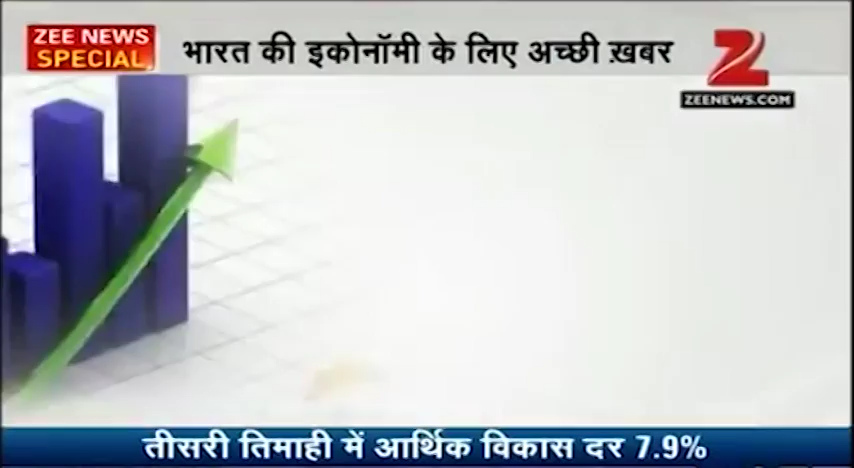 ZEE NEWS
SPECIAL
भारत की इकोनॉमी के लिए अच्छी ख़बर
ZEENEWS.COM
तीसरी तिमाही में आर्थिक विकास दर 7.9%